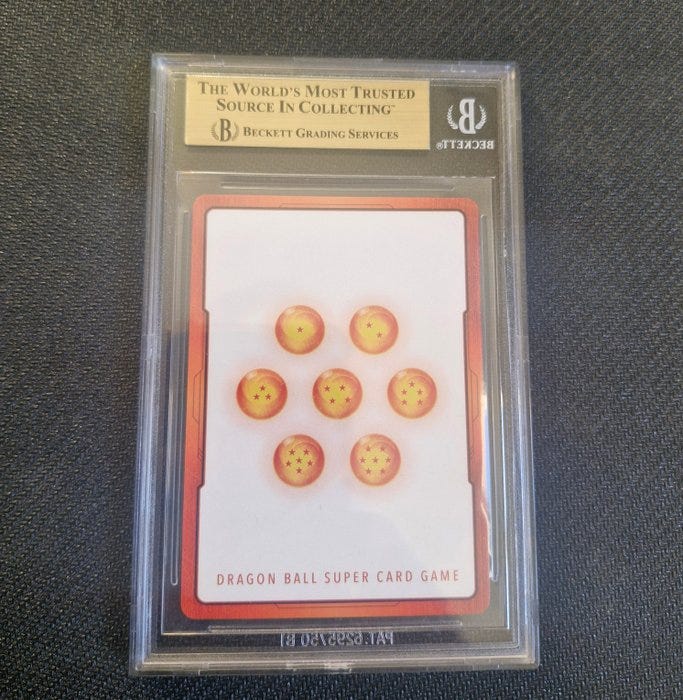 THE WORLD'S MOST TRUSTED
SOURCE IN COLLECTING™
B BECKETT GRADING SERVICES
B
BECKETT®
DRAGON BALL SUPER CARD GAME